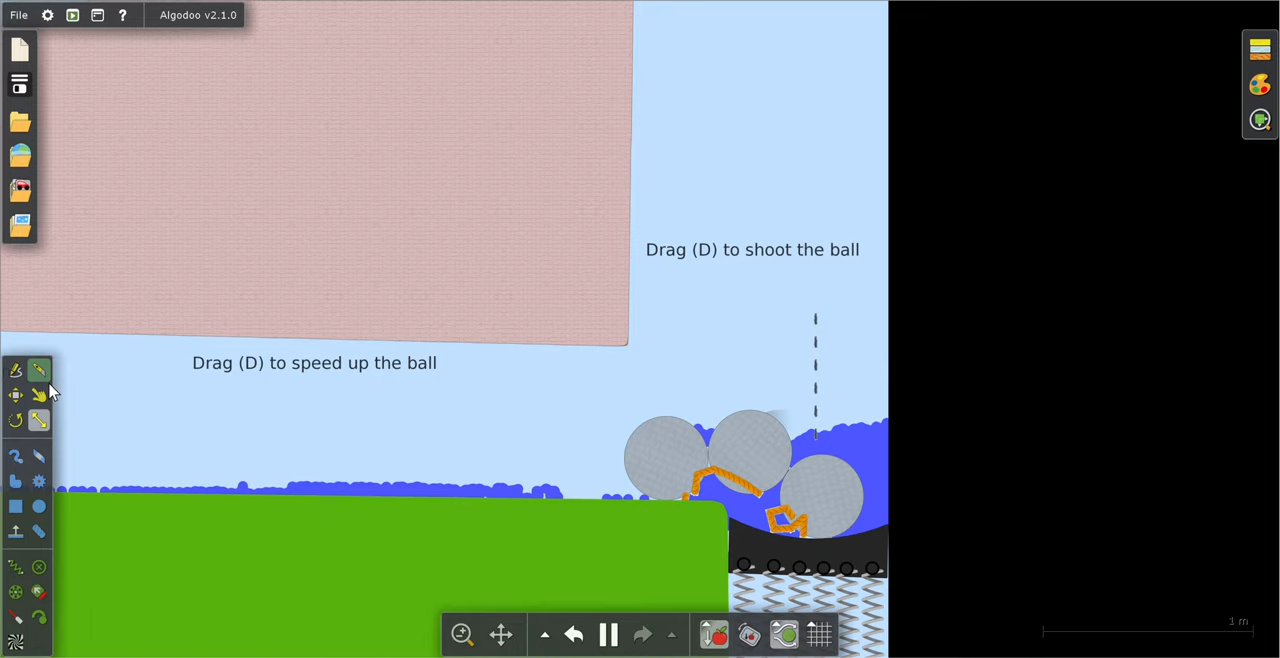 File ? Algodoo v2.1.0
Drag (D) to shoot the ball
Drag (D) to speed up the ball
1 m